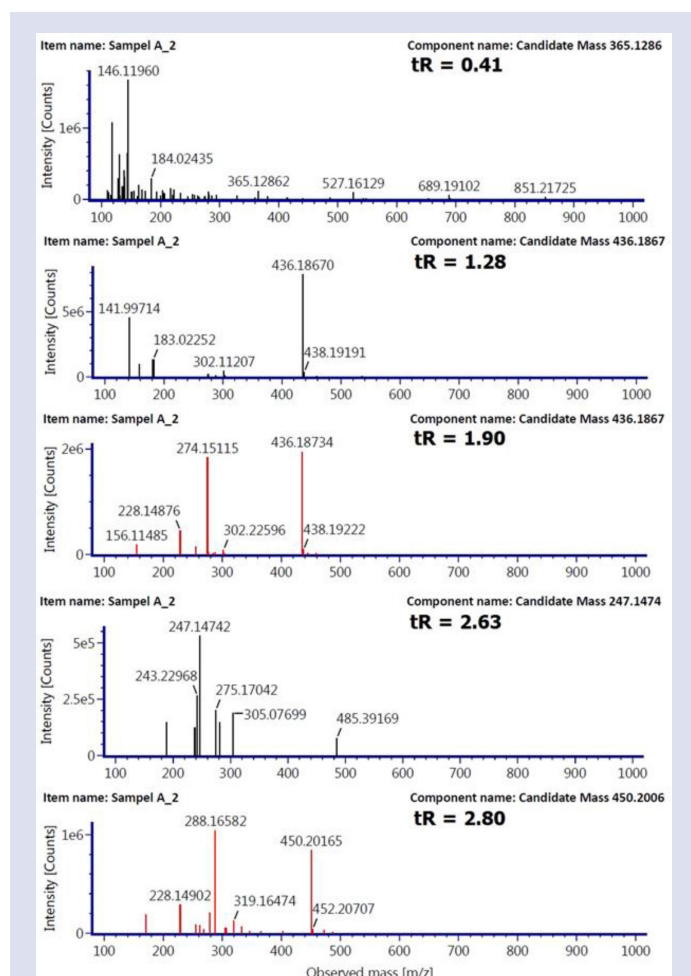 Item name: Sampel A_2 Component name: Candidate Mass 365.1286
tR = 0.41
146.11960
184.02435
365.12862 527.16129 689.19102 851.21725
Intensity [Counts]
1e6
0
100 200 300 400 500 600 700 800 900 1000
Item name: Sampel A_2 Component name: Candidate Mass 436.1867
tR = 1.28
436.18670
141.99714
183.02252
302.11207
438.19191
Intensity [Counts]
5e6
0
100 200 300 400 500 600 700 800 900 1000
Item name: Sampel A_2 Component name: Candidate Mass 436.1867
tR = 1.90
274.15115 436.18734
228.14876
156.11485 302.22596 438.19222
Intensity [Counts]
2e6
0
100 200 300 400 500 600 700 800 900 1000
Item name: Sampel A_2 Component name: Candidate Mass 247.1474
tR = 2.63
247.14742
243.22968
275.17042
305.07699 485.39169
Intensity [Counts]
5e5
2.5e5
0
100 200 300 400 500 600 700 800 900 1000
Item name: Sampel A_2 Component name: Candidate Mass 450.2006
tR = 2.80
288.16582
450.20165
228.14902 319.16474
452.20707
Intensity [Counts]
1e6
0
100 200 300 400 500 600 700 800 900 1000
Observed mass [m/z]